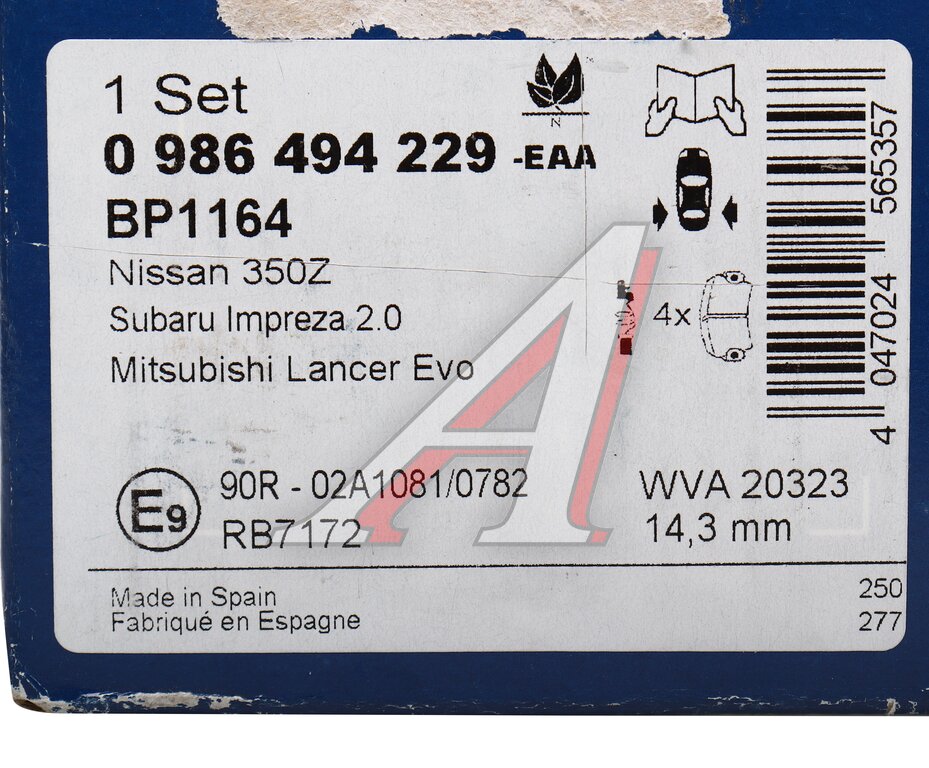 1 Set
N
0 986 494 229 -EAA
BP1164
Nissan 350Z
Subaru Impreza 2.0
Mitsubishi Lancer Evo
4x
4 047024 565357
E9
90R - 02A1081/0782
RB7172
WVA 20323
14,3 mm
Made in Spain
Fabriqué en Espagne
250
277